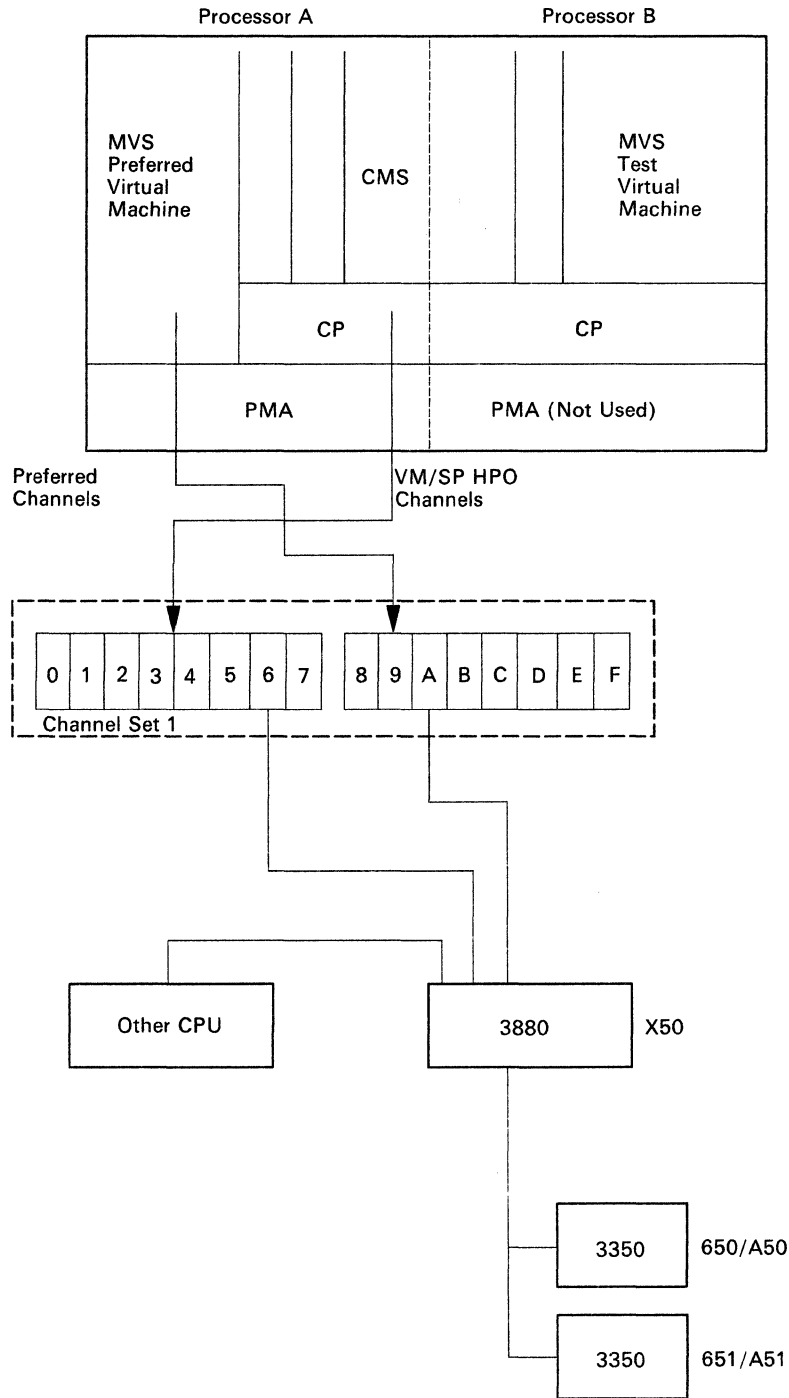 Processor A
Processor B
MVS
Preferred
Virtual
Machine
CMS
MVS
Test
Virtual
Machine
CP
CP
PMA
PMA (Not Used)
Preferred
Channels
VM/SP HPO
Channels
0 1 2 3 4 5 6 7
8 9 A B C D E F
Channel Set 1
Other CPU
3880
X50
3350
650/A50
3350
651/A51